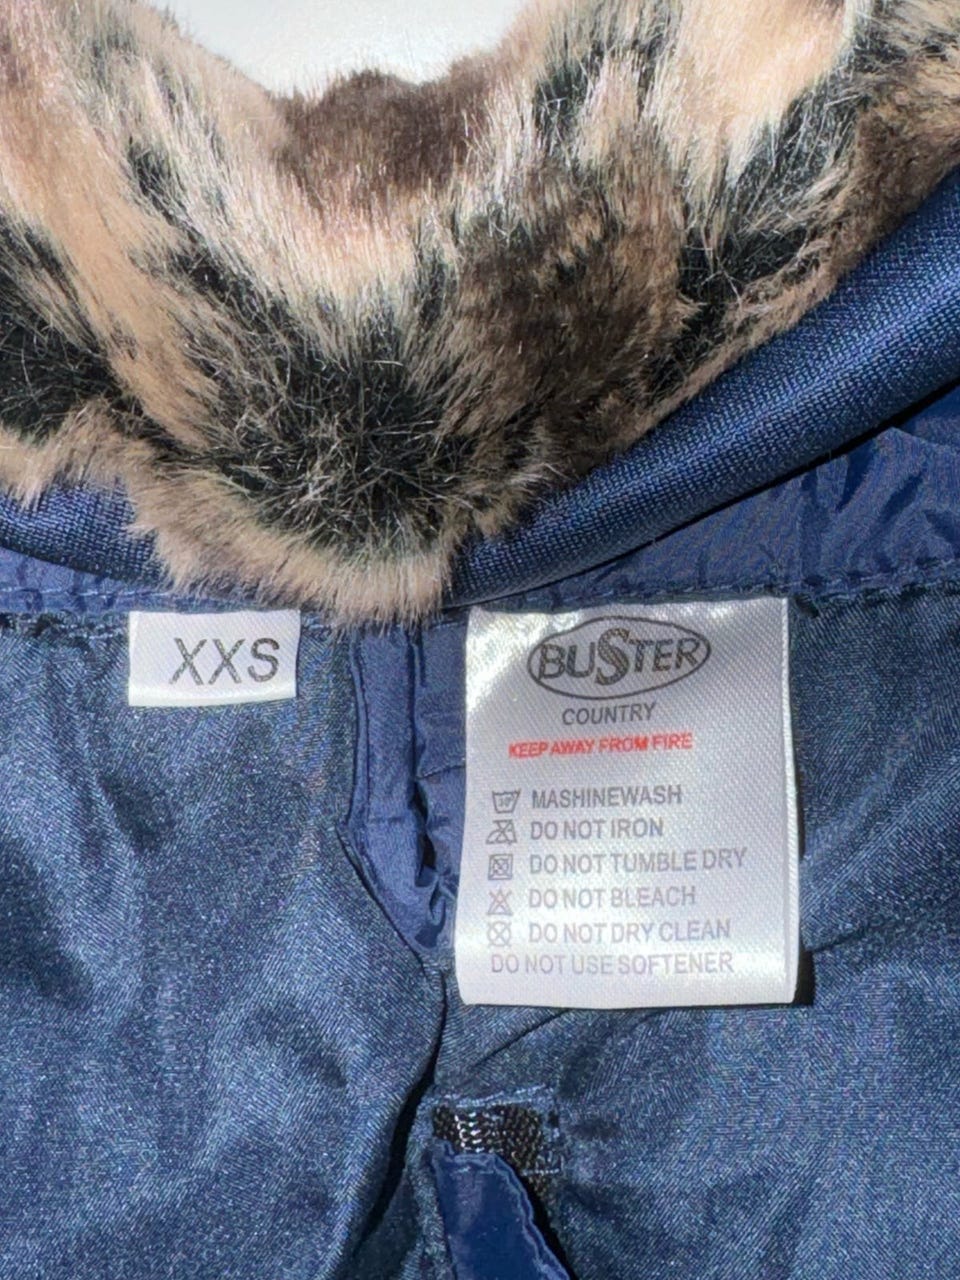 XXS
BUSTER
COUNTRY
KEEP AWAY FROM FIRE
30° MASHINEWASH
DO NOT IRON
DO NOT TUMBLE DRY
DO NOT BLEACH
DO NOT DRY CLEAN
DO NOT USE SOFTENER